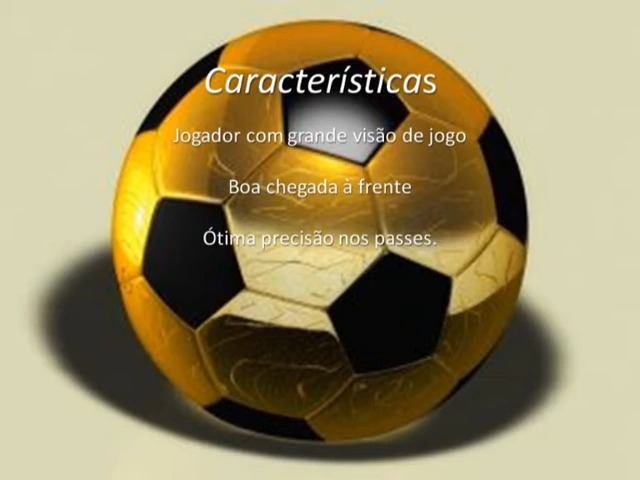 Características
Jogador com grande visão de jogo
Boa chegada à frente
Ótima precisão nos passes.